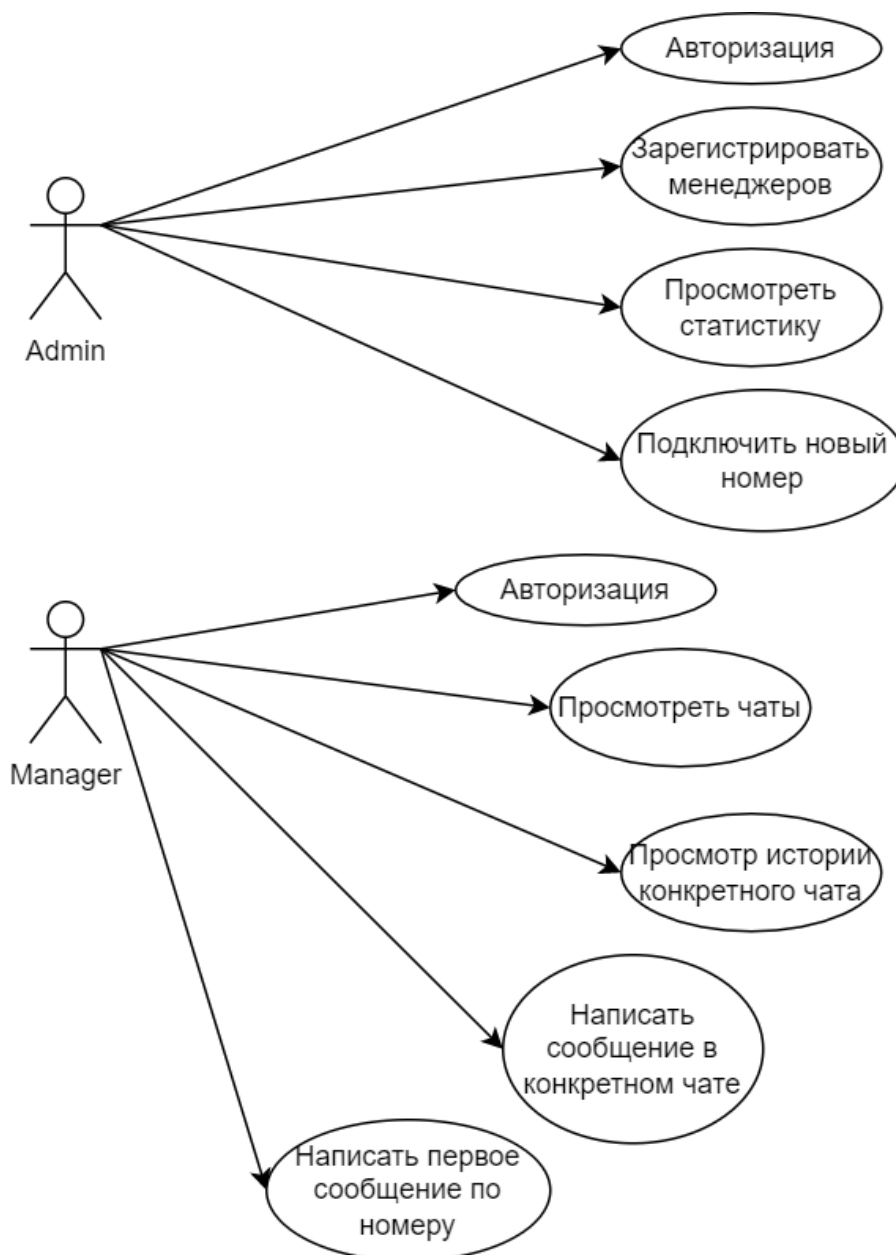 Авторизация
Зарегистрировать
менеджеров
Просмотреть
статистику
Admin
Подключить новый
номер
Авторизация
Просмотреть чаты
Manager
Просмотр истории
конкретного чата
Написать
сообщение в
конкретном чате
Написать первое
сообщение по
номеру